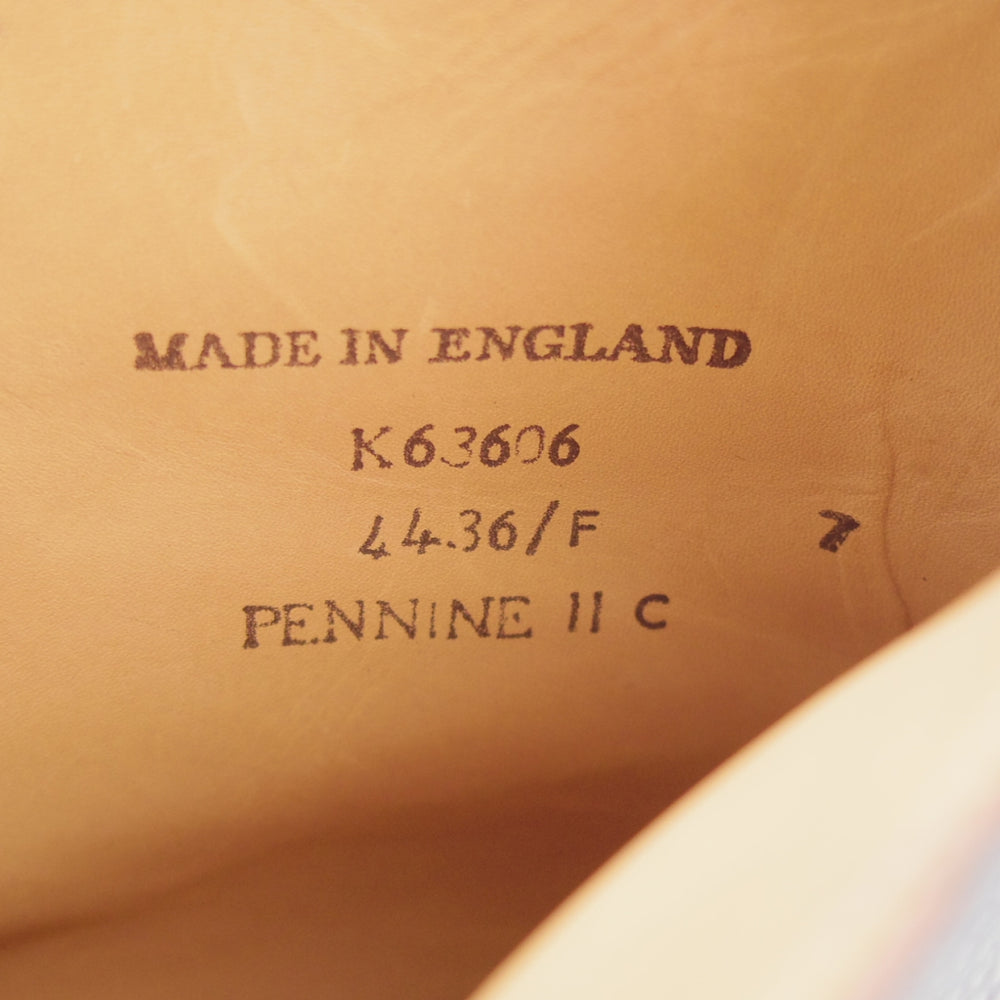 MADE IN ENGLAND
K63606
44.36/F 7
PENNINE II C